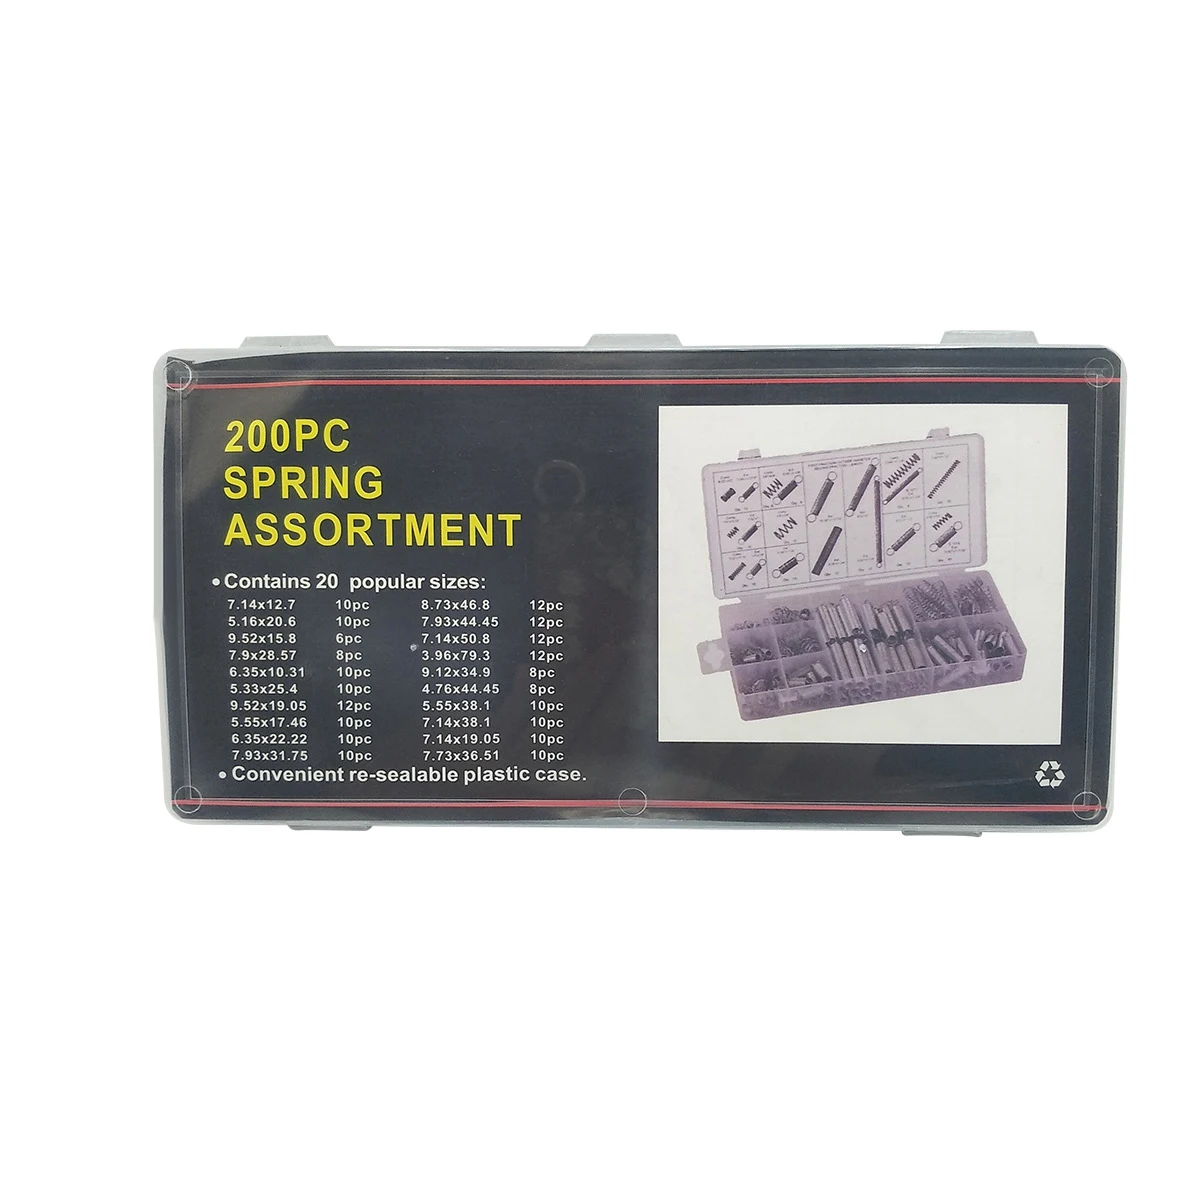 200PC
SPRING
ASSORTMENT
• Contains 20 popular sizes:
7.14x12.7 10pc 8.73x46.8 12pc
5.16x20.6 10pc 7.93x44.45 12pc
9.52x15.8 6pc 7.14x50.8 12pc
7.9x28.57 8pc 3.96x79.3 12pc
6.35x10.31 10pc 9.12x34.9 8pc
5.33x25.4 10pc 4.76x44.45 8pc
9.52x19.05 12pc 5.55x38.1 10pc
5.55x17.46 10pc 7.14x38.1 10pc
6.35x22.22 10pc 7.14x19.05 10pc
7.93x31.75 10pc 7.73x36.51 10pc
• Convenient re-sealable plastic case.